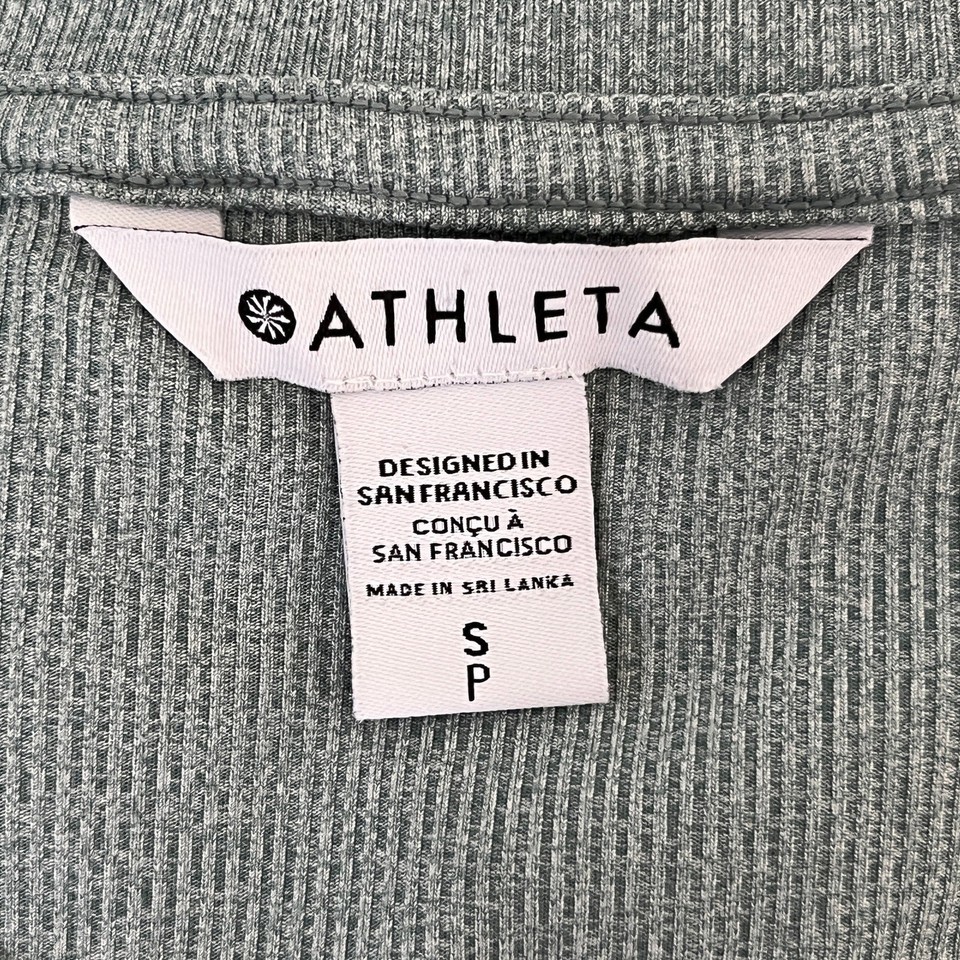 ATHLETA
DESIGNED IN
SAN FRANCISCO
CONÇU À
SAN FRANCISCO
MADE IN SRI LANKA
S
P